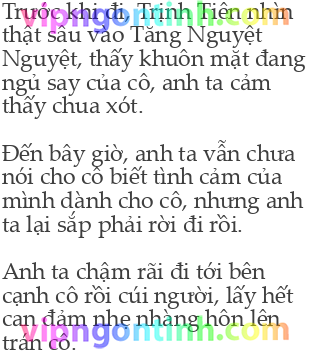 Trước khi đi, Trịnh Hiên nhìn
thật sâu vào Tăng Nguyệt
Nguyệt, thấy khuôn mặt đang
ngủ say của cô, anh ta cảm
thấy chua xót.
Đến bây giờ, anh ta vẫn chưa
nói cho cô biết tình cảm của
mình dành cho cô, nhưng anh
ta lại sắp phải rời đi rồi.
Anh ta chậm rãi đi tới bên
cạnh cô rồi cúi người, lấy hết
can đảm nhẹ nhàng hôn lên
trán cô.
vipngontinh.com
vipngontinh.com
vipngontinh.com